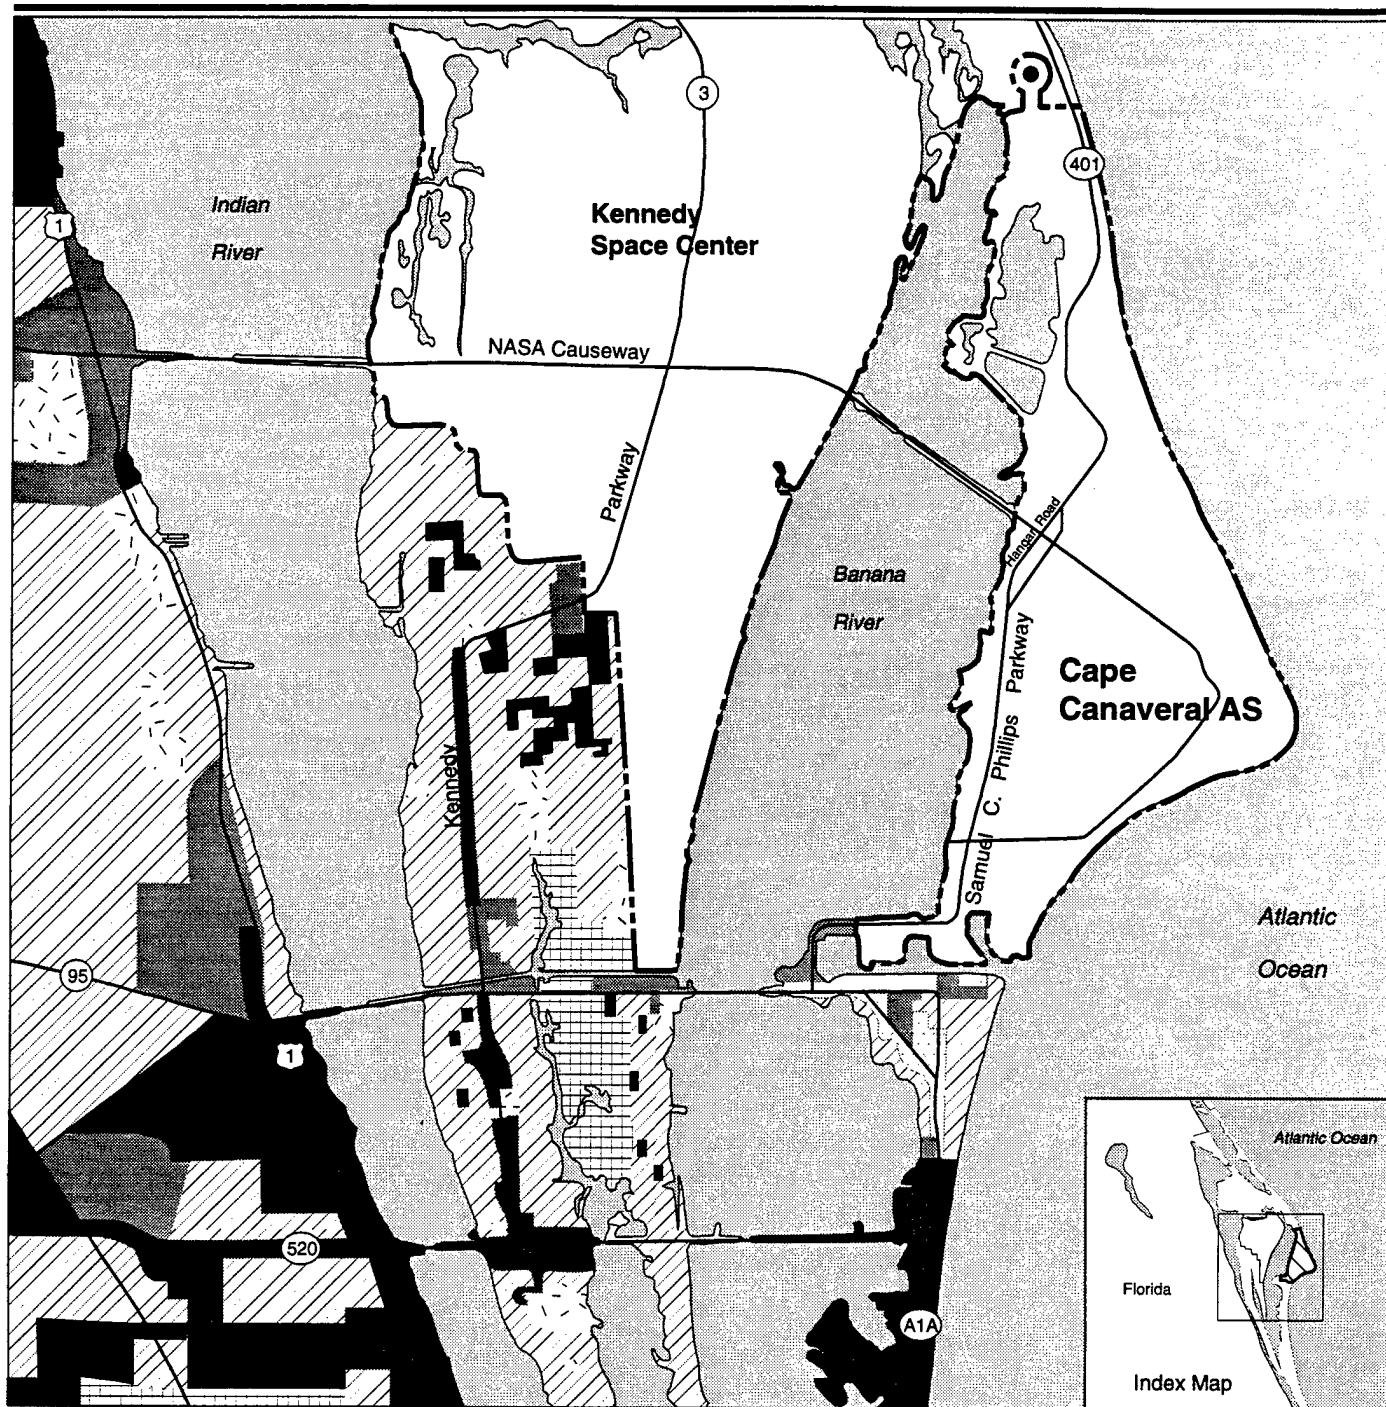 3
401
Indian
River
1
Kennedy
Space Center
NASA Causeway
Parkway
Hangar Road
Banana
River
Samuel C. Phillips Parkway
Cape
Canaveral AS
Kennedy
Atlantic
Ocean
95
1
520
A1A
Atlantic Ocean
Florida
Index Map